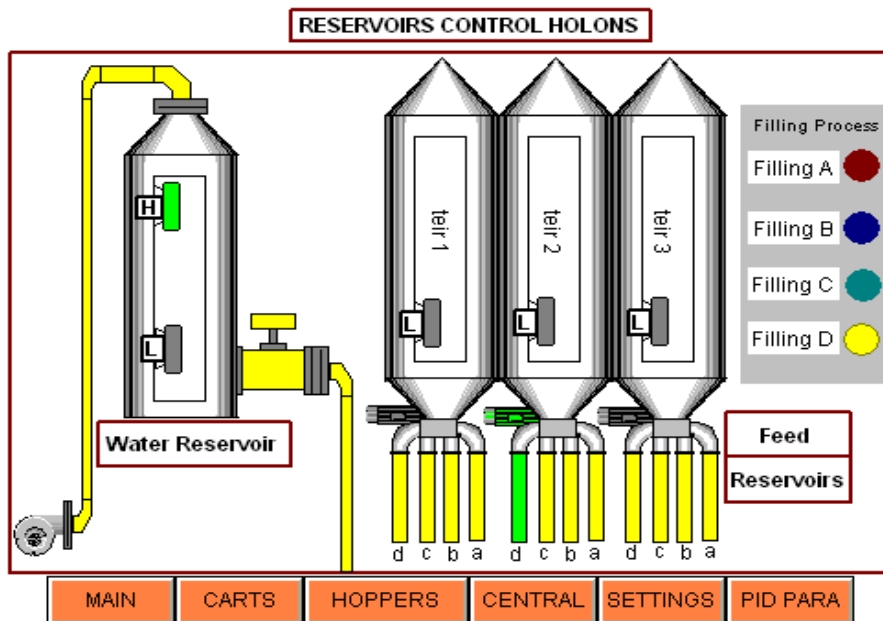 RESERVOIRS CONTROL HOLONS
H
L
Water Reservoir
teir 1
teir 2
teir 3
L
L
L
Filling Process
Filling A
Filling B
Filling C
Filling D
Feed
Reservoirs
d c b a d c b a d c b a
MAIN CARTS HOPPERS CENTRAL SETTINGS PID PARA